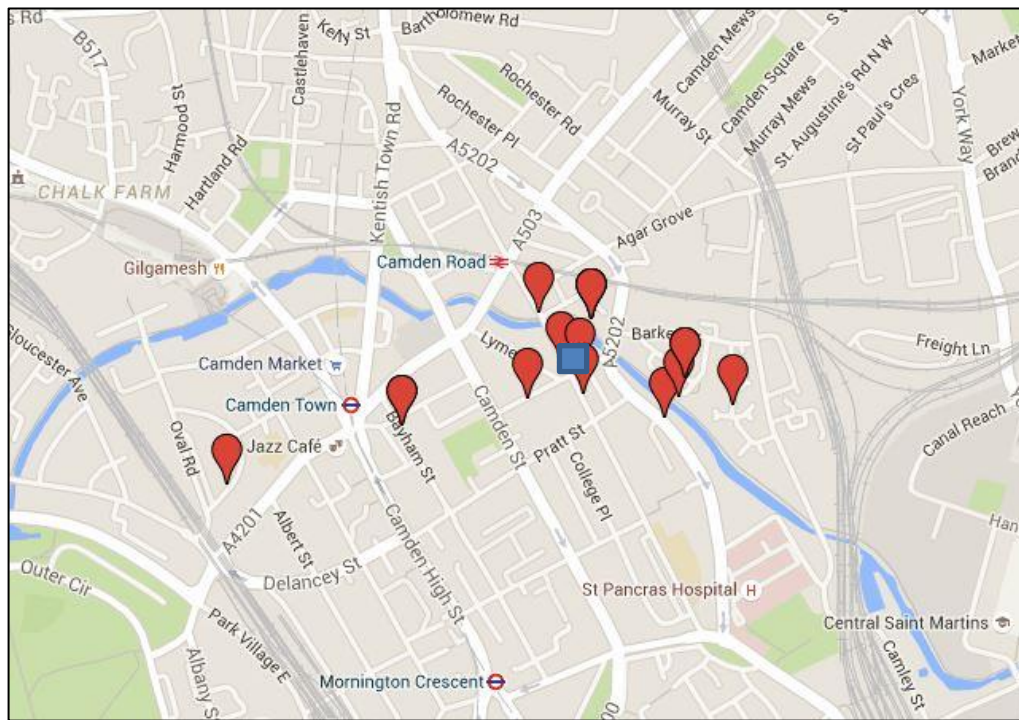 s Rd
B517
Kelly St
Bartholomew Rd
Castlehaven
Harmood St
Hartland Rd
CHALK FARM
Kentish Town Rd
Rochester Rd
Rochester Pl
A5202
Camden Mews
Camden Square
Murray Mews
Murray St
St. Augustine's Rd N W
St Paul's Cres
Market
York Way
Brew
Brand
A503
Agar Grove
Gilgamesh
Camden Road
Gloucester Ave
Camden Market
Lyme
A5202
Barke
Freight Ln
Camden Town
Canal Reach
Oval Rd
Jazz Café
Bayham St
Camden St
Pratt St
College Pl
A4201
Albert St
Delancey St
Camden High St
Han
Outer Cir
Park Village E
St Pancras Hospital
H
Central Saint Martins
Albany S
Mornington Crescent
Camley St
00